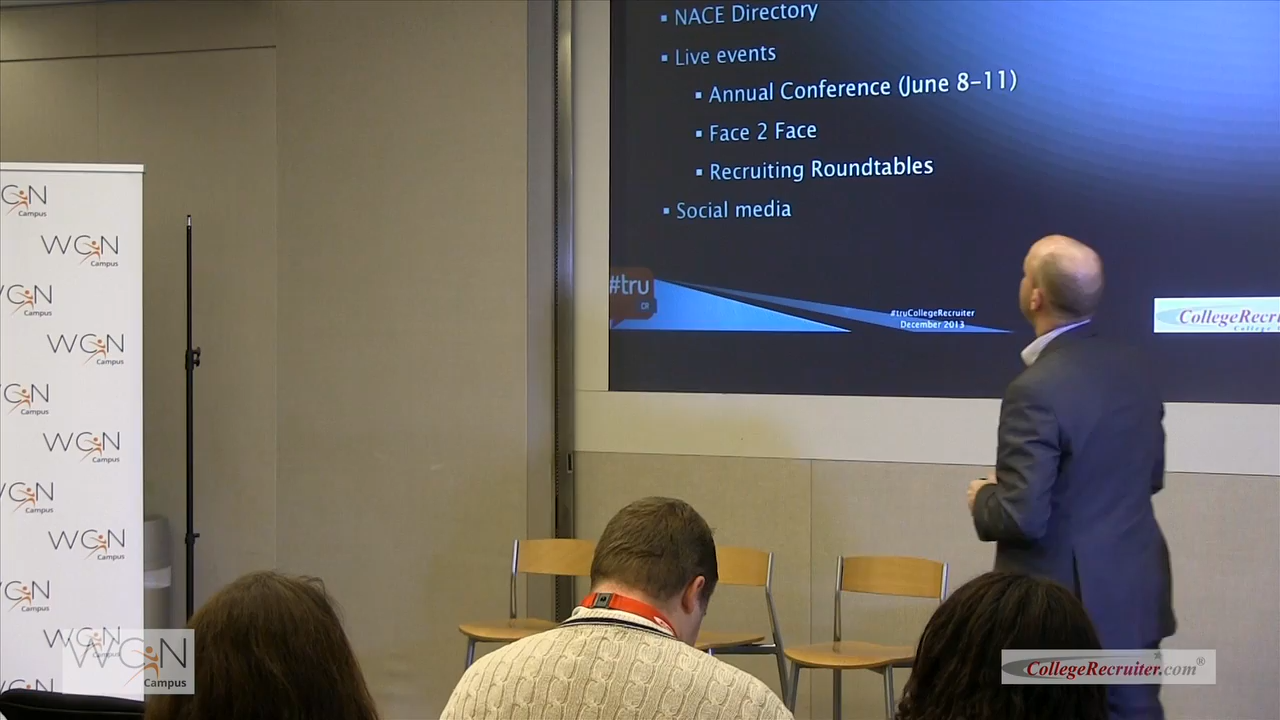 ▪ NACE Directory
▪ Live events
▪ Annual Conference (June 8-11)
▪ Face 2 Face
▪ Recruiting Roundtables
▪ Social media
#tru
CR
#truCollegeRecruiter
December 2013
CollegeRecru
WCN
Campus
WCN
Campus
WCN
Campus
WCN
Campus
WCN
Campus
WCN
Campus
WCN
Campus
WCN
Campus
WCN
Campus
WCN
WCN
Campus
CollegeRecruiter.com®